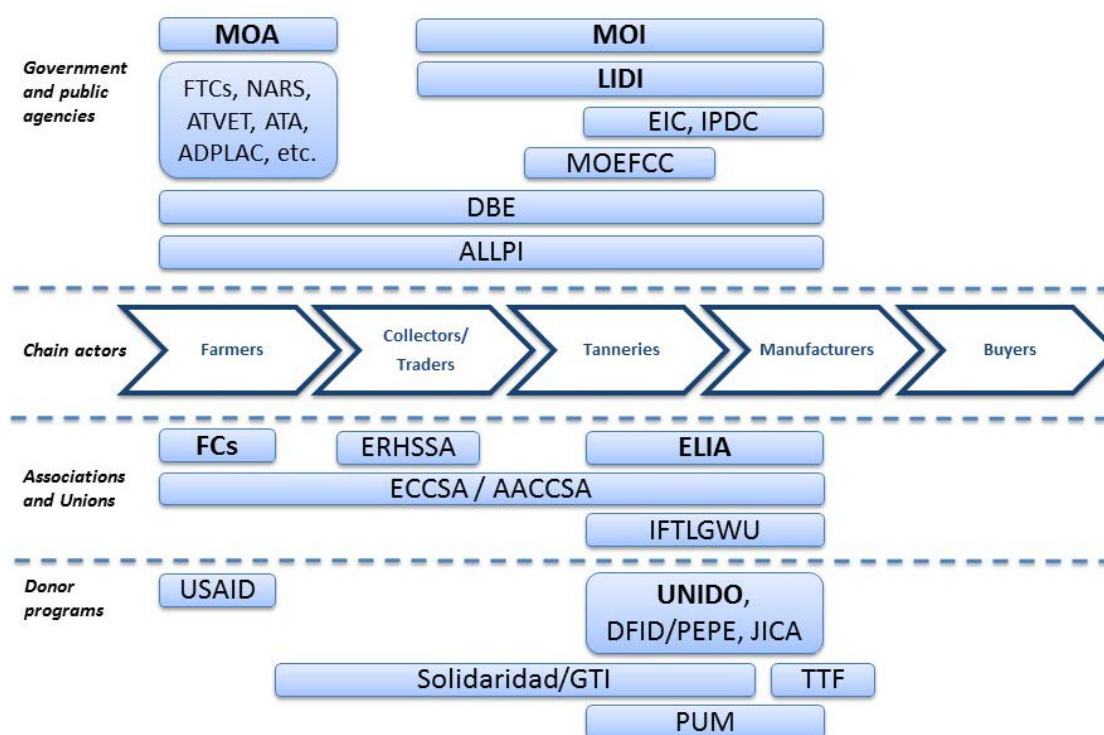 MOA
MOI
Government
and public
agencies
FTCs, NARS,
ATVET, ATA,
ADPLAC, etc.
LIDI
EIC, IPDC
MOEFCC
DBE
ALLPI
Chain actors
Farmers
Collectors/
Traders
Tanneries
Manufacturers
Buyers
Associations
and Unions
FCs
ERHSSA
ELIA
ECCSA / AACCSA
IFTLGWU
Donor
programs
USAID
UNIDO,
DFID/PEPE, JICA
Solidaridad/GTI
TTF
PUM